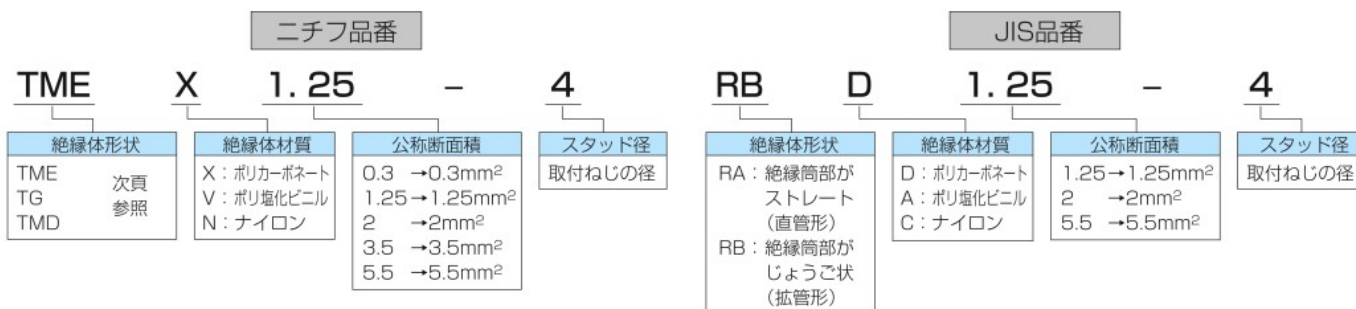 ニチフ品番
TME X 1.25 – 4
絶縁体形状
TME
TG
TMD
次頁
参照
絶縁体材質
X：ポリカーボネート
V：ポリ塩化ビニル
N：ナイロン
公称断面積
0.3 →0.3mm²
1.25→1.25mm²
2 →2mm²
3.5 →3.5mm²
5.5 →5.5mm²
スタッド径
取付ねじの径
JIS品番
RB D 1.25 – 4
絶縁体形状
RA：絶縁筒部が
ストレート
（直管形）
RB：絶縁筒部が
じょうご状
（拡管形）
絶縁体材質
D：ポリカーボネート
A：ポリ塩化ビニル
C：ナイロン
公称断面積
1.25→1.25mm²
2 →2mm²
5.5 →5.5mm²
スタッド径
取付ねじの径